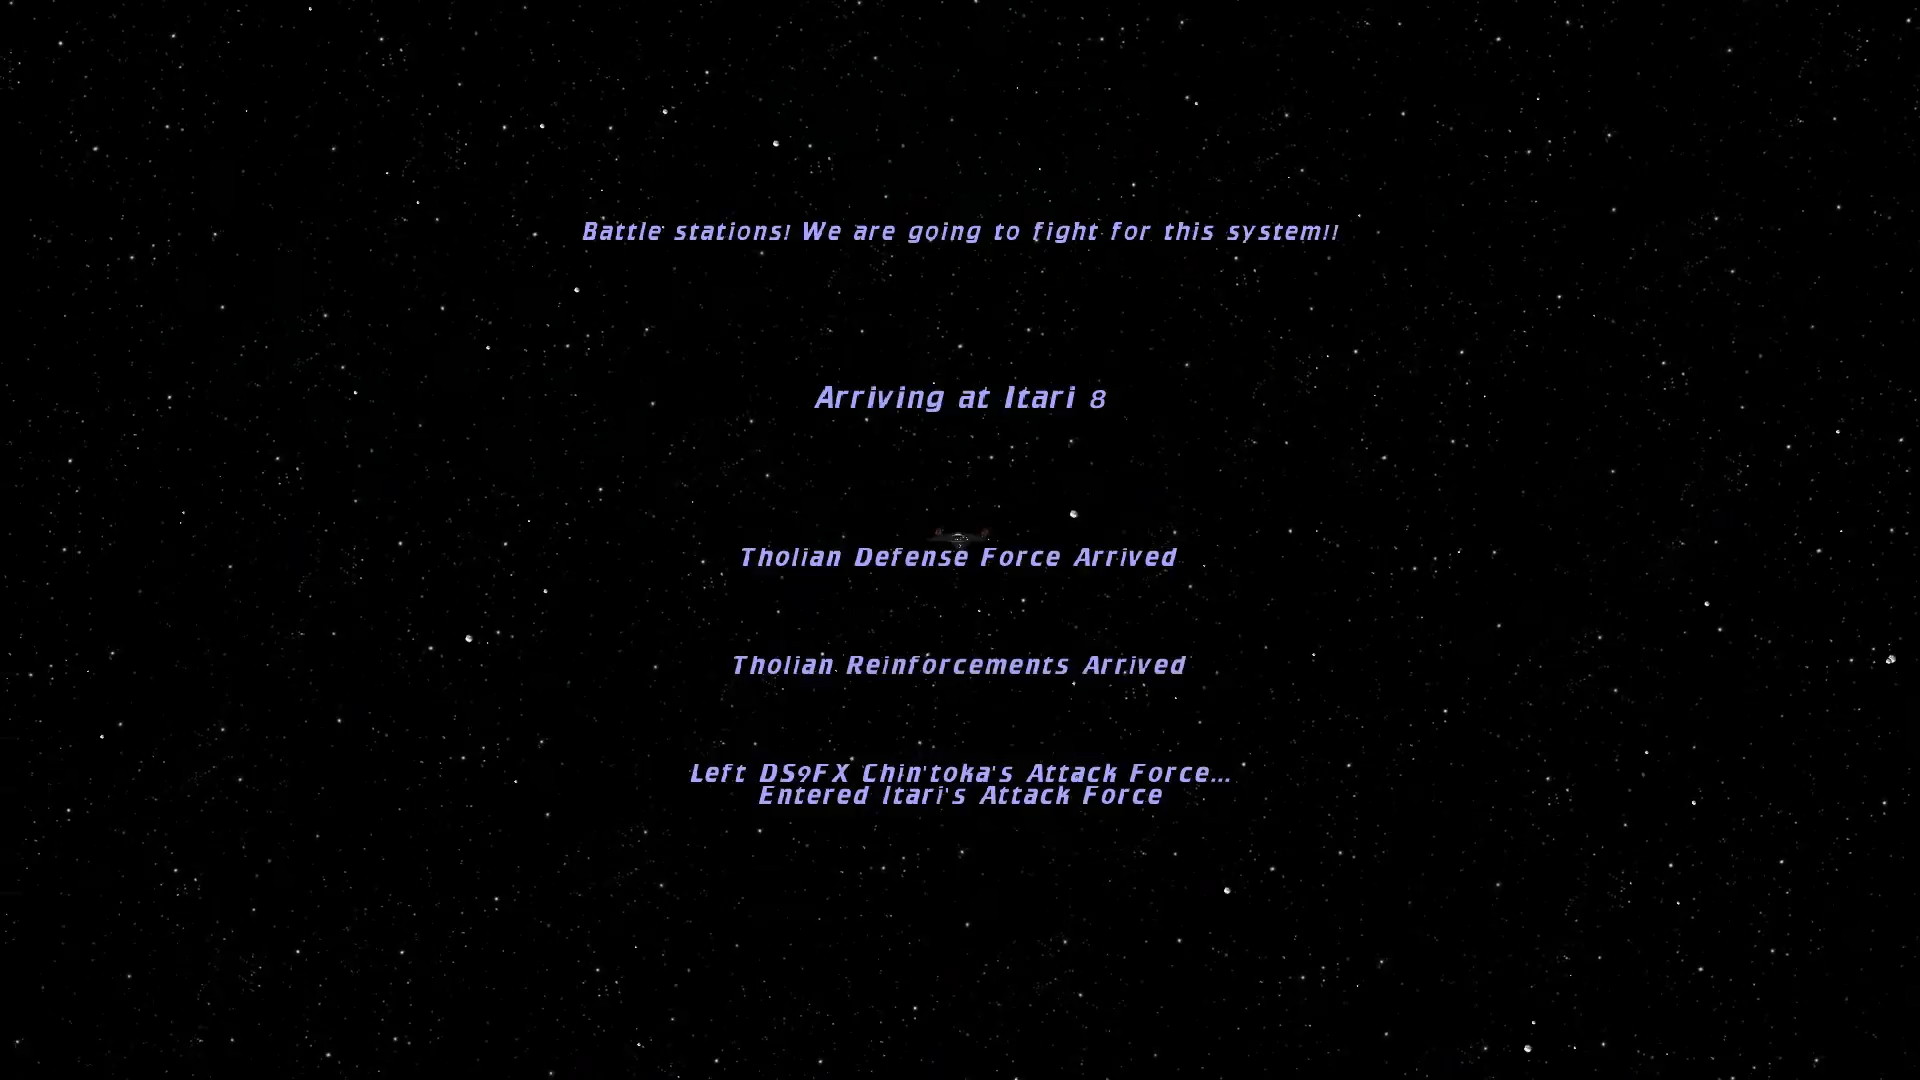 Battle stations! We are going to fight for this system!!
Arriving at Itari 8
Tholian Defense Force Arrived
Tholian Reinforcements Arrived
Left DS9FX Chin'toka's Attack Force...
Entered Itari's Attack Force